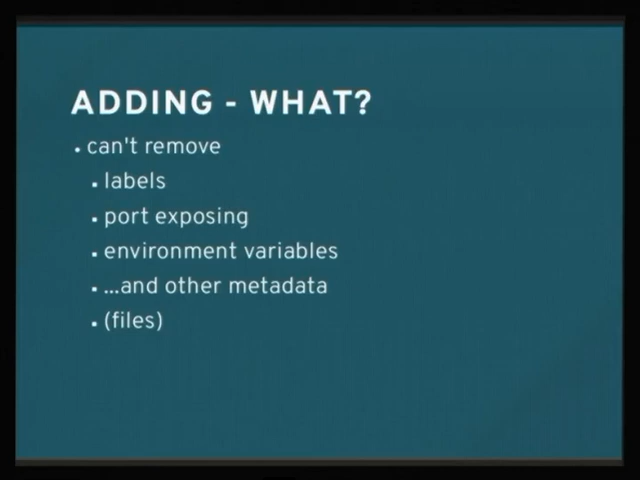 ADDING - WHAT?
can't remove
labels
port exposing
environment variables
...and other metadata
(files)